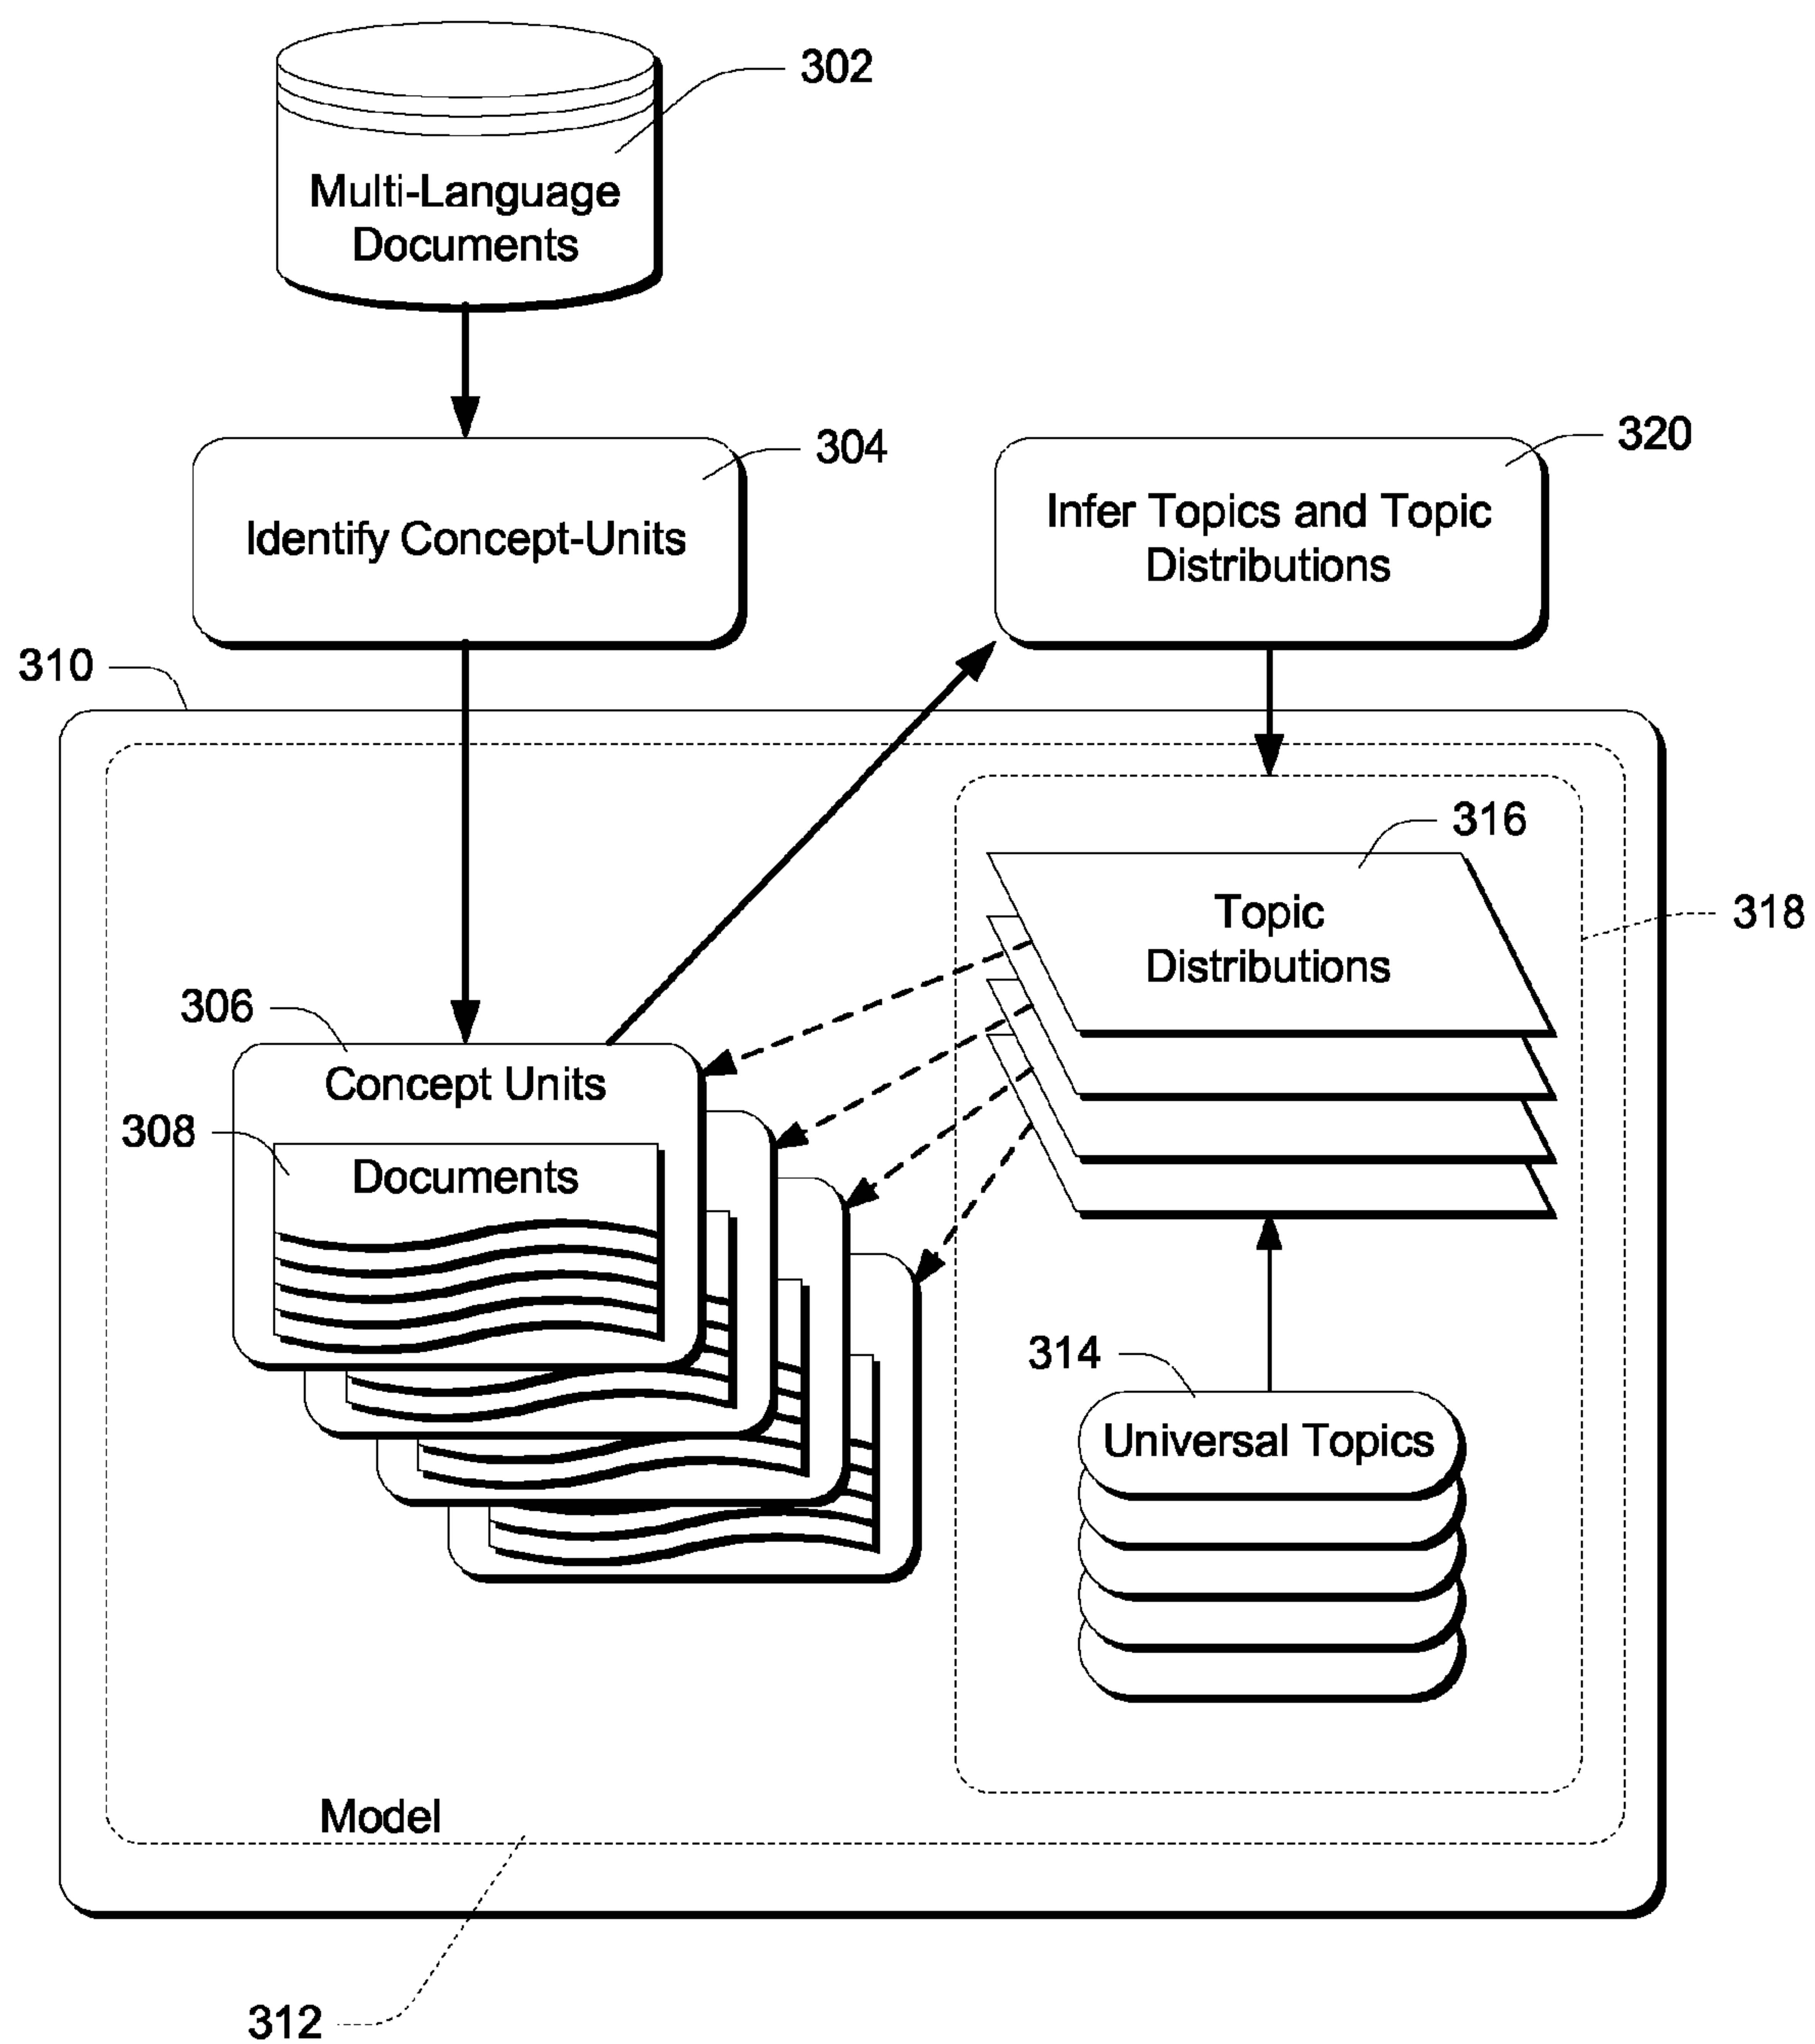 302
Multi-Language
Documents
304
Identify Concept-Units
320
Infer Topics and Topic
Distributions
310
316
Topic
Distributions
318
306
Concept Units
308
Documents
314
Universal Topics
Model
312